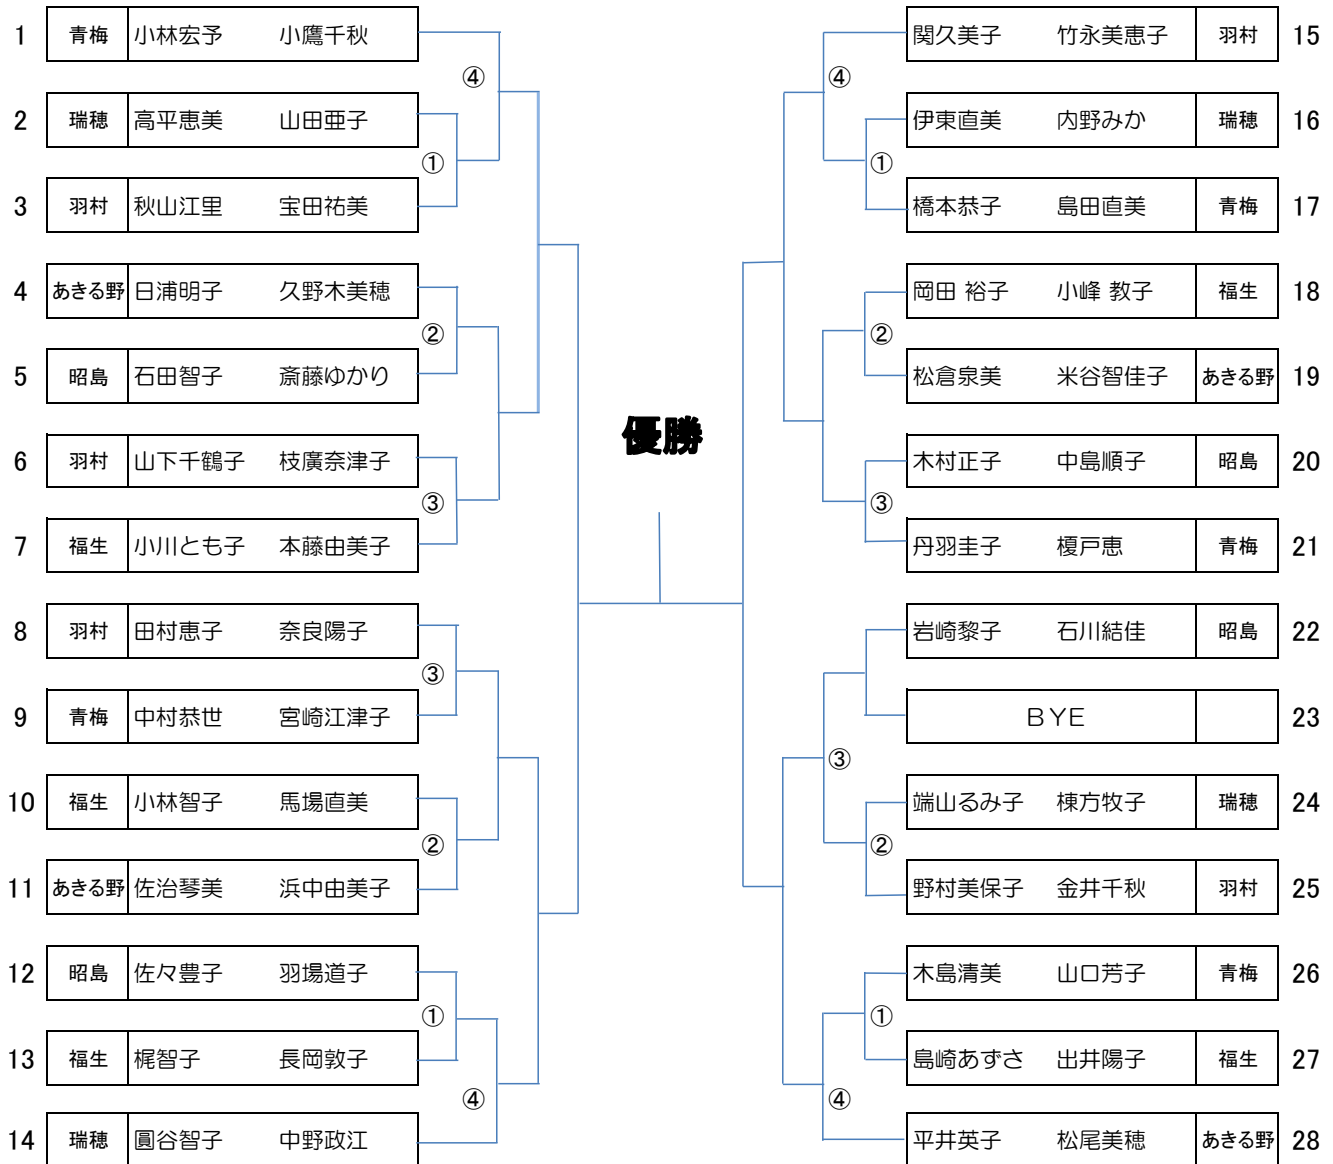 1 青梅 小林宏予 小鷹千秋
④
2 瑞穂 高平恵美 山田亜子
①
3 羽村 秋山江里 宝田祐美
4 あきる野 日浦明子 久野木美穂
②
5 昭島 石田智子 斎藤ゆかり
6 羽村 山下千鶴子 枝廣奈津子
③
7 福生 小川とも子 本藤由美子
8 羽村 田村恵子 奈良陽子
③
9 青梅 中村恭世 宮崎江津子
10 福生 小林智子 馬場直美
②
11 あきる野 佐治琴美 浜中由美子
12 昭島 佐々豊子 羽場道子
①
13 福生 梶智子 長岡敦子
④
14 瑞穂 圓谷智子 中野政江
優勝
関久美子 竹永美恵子 羽村 15
④
伊東直美 内野みか 瑞穂 16
①
橋本恭子 島田直美 青梅 17
岡田 裕子 小峰 教子 福生 18
②
松倉泉美 米谷智佳子 あきる野 19
木村正子 中島順子 昭島 20
③
丹羽圭子 榎戸恵 青梅 21
岩崎黎子 石川結佳 昭島 22
BYE 23
③
端山るみ子 棟方牧子 瑞穂 24
②
野村美保子 金井千秋 羽村 25
木島清美 山口芳子 青梅 26
①
島崎あずさ 出井陽子 福生 27
④
平井英子 松尾美穂 あきる野 28